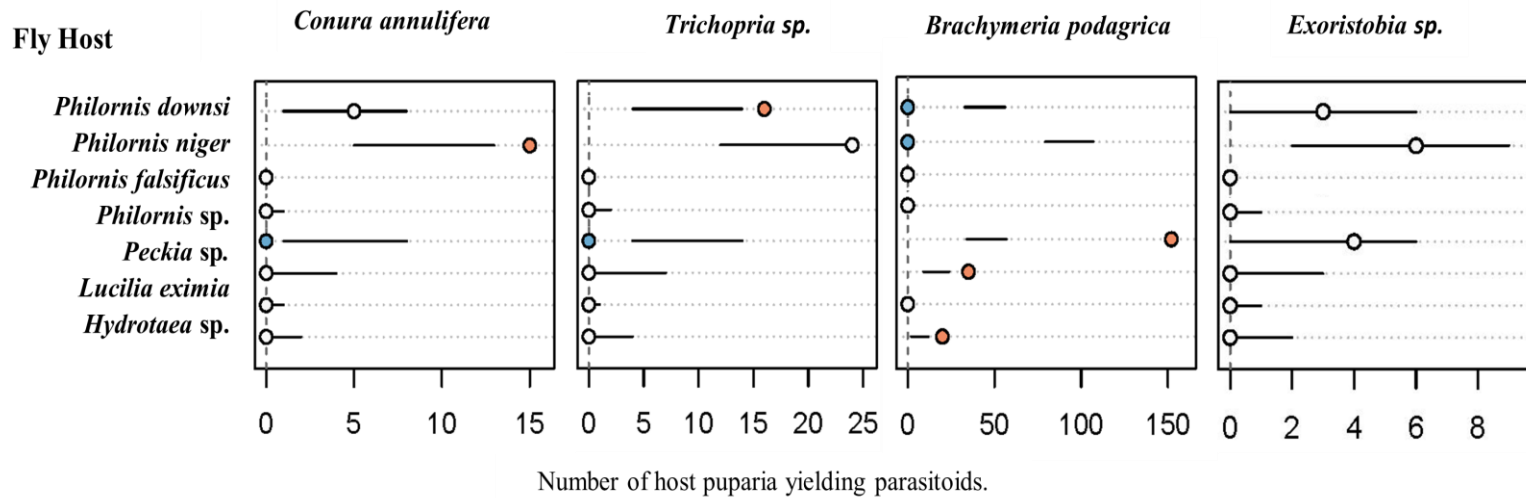 Conura annulifera Trichopria sp. Brachymeria podagrica Exoristobia sp.
Fly Host
Philornis downsi
Philornis niger
Philornis falsificus
Philornis sp.
Peckia sp.
Lucilia eximia
Hydrotaea sp.
0 5 10 15 0 5 10 15 20 25 0 50 100 150 0 2 4 6 8
Number of host puparia yielding parasitoids.